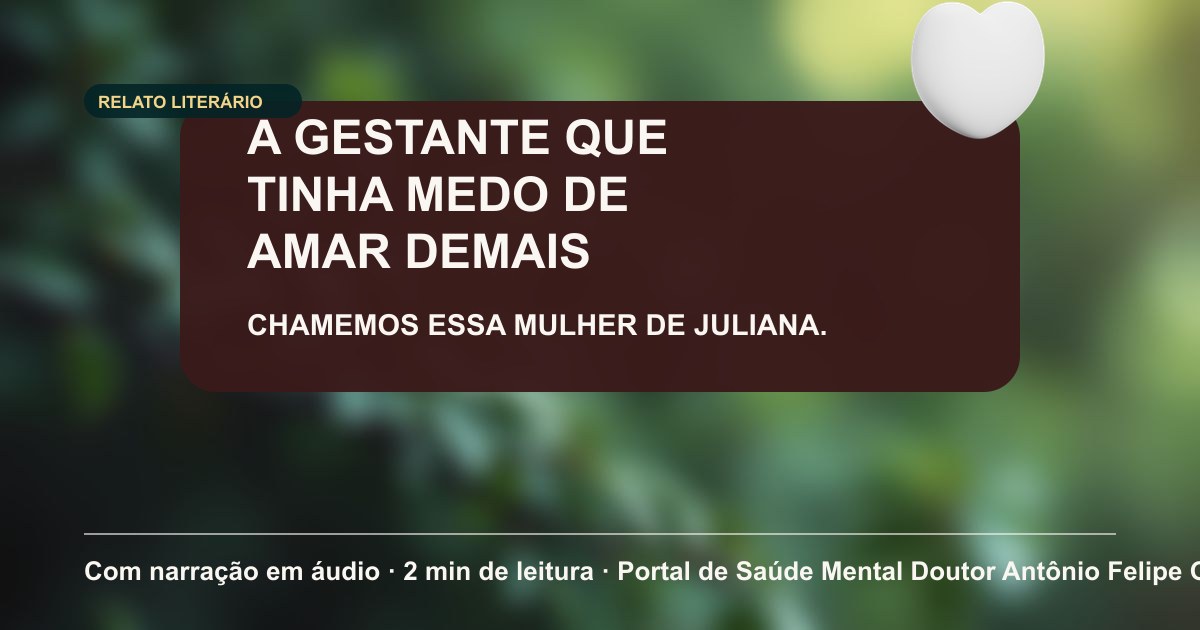 RELATO LITERÁRIO
A GESTANTE QUE
TINHA MEDO DE
AMAR DEMAIS
CHAMEMOS ESSA MULHER DE JULIANA.
Com narração em áudio · 2 min de leitura · Portal de Saúde Mental Doutor Antônio Felipe